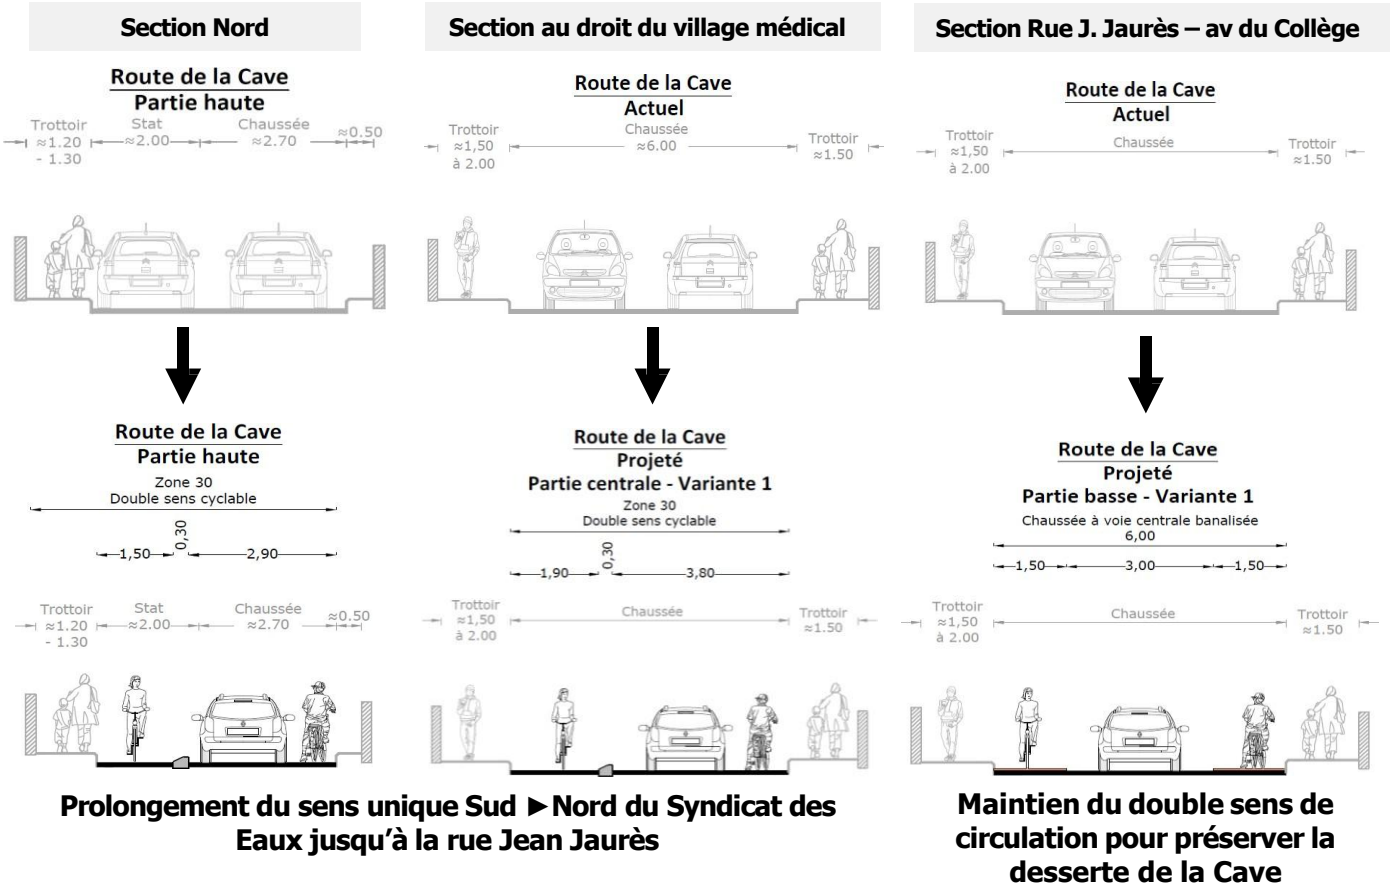 Section Nord
Route de la Cave
Partie haute
Trottoir
≈1.20
- 1.30
Stat
≈2.00
Chaussée
≈2.70
≈0.50
Route de la Cave
Partie haute
Zone 30
Double sens cyclable
1,50
0,30
2,90
Trottoir
≈1.20
- 1.30
Stat
≈2.00
Chaussée
≈2.70
≈0.50
Section au droit du village médical
Route de la Cave
Actuel
Trottoir
≈1,50
à 2.00
Chaussée
≈6.00
Trottoir
≈1.50
Route de la Cave
Projeté
Partie centrale - Variante 1
Zone 30
Double sens cyclable
1,90
0,30
3,80
Trottoir
≈1,50
à 2.00
Chaussée
Trottoir
≈1.50
Prolongement du sens unique Sud ►Nord du Syndicat des
Eaux jusqu’à la rue Jean Jaurès
Section Rue J. Jaurès – av du Collège
Route de la Cave
Actuel
Trottoir
≈1,50
à 2.00
Chaussée
Trottoir
≈1.50
Route de la Cave
Projeté
Partie basse - Variante 1
Chaussée à voie centrale banalisée
6,00
1,50
3,00
1,50
Trottoir
≈1,50
à 2.00
Chaussée
Trottoir
≈1.50
Maintien du double sens de
circulation pour préserver la
desserte de la Cave